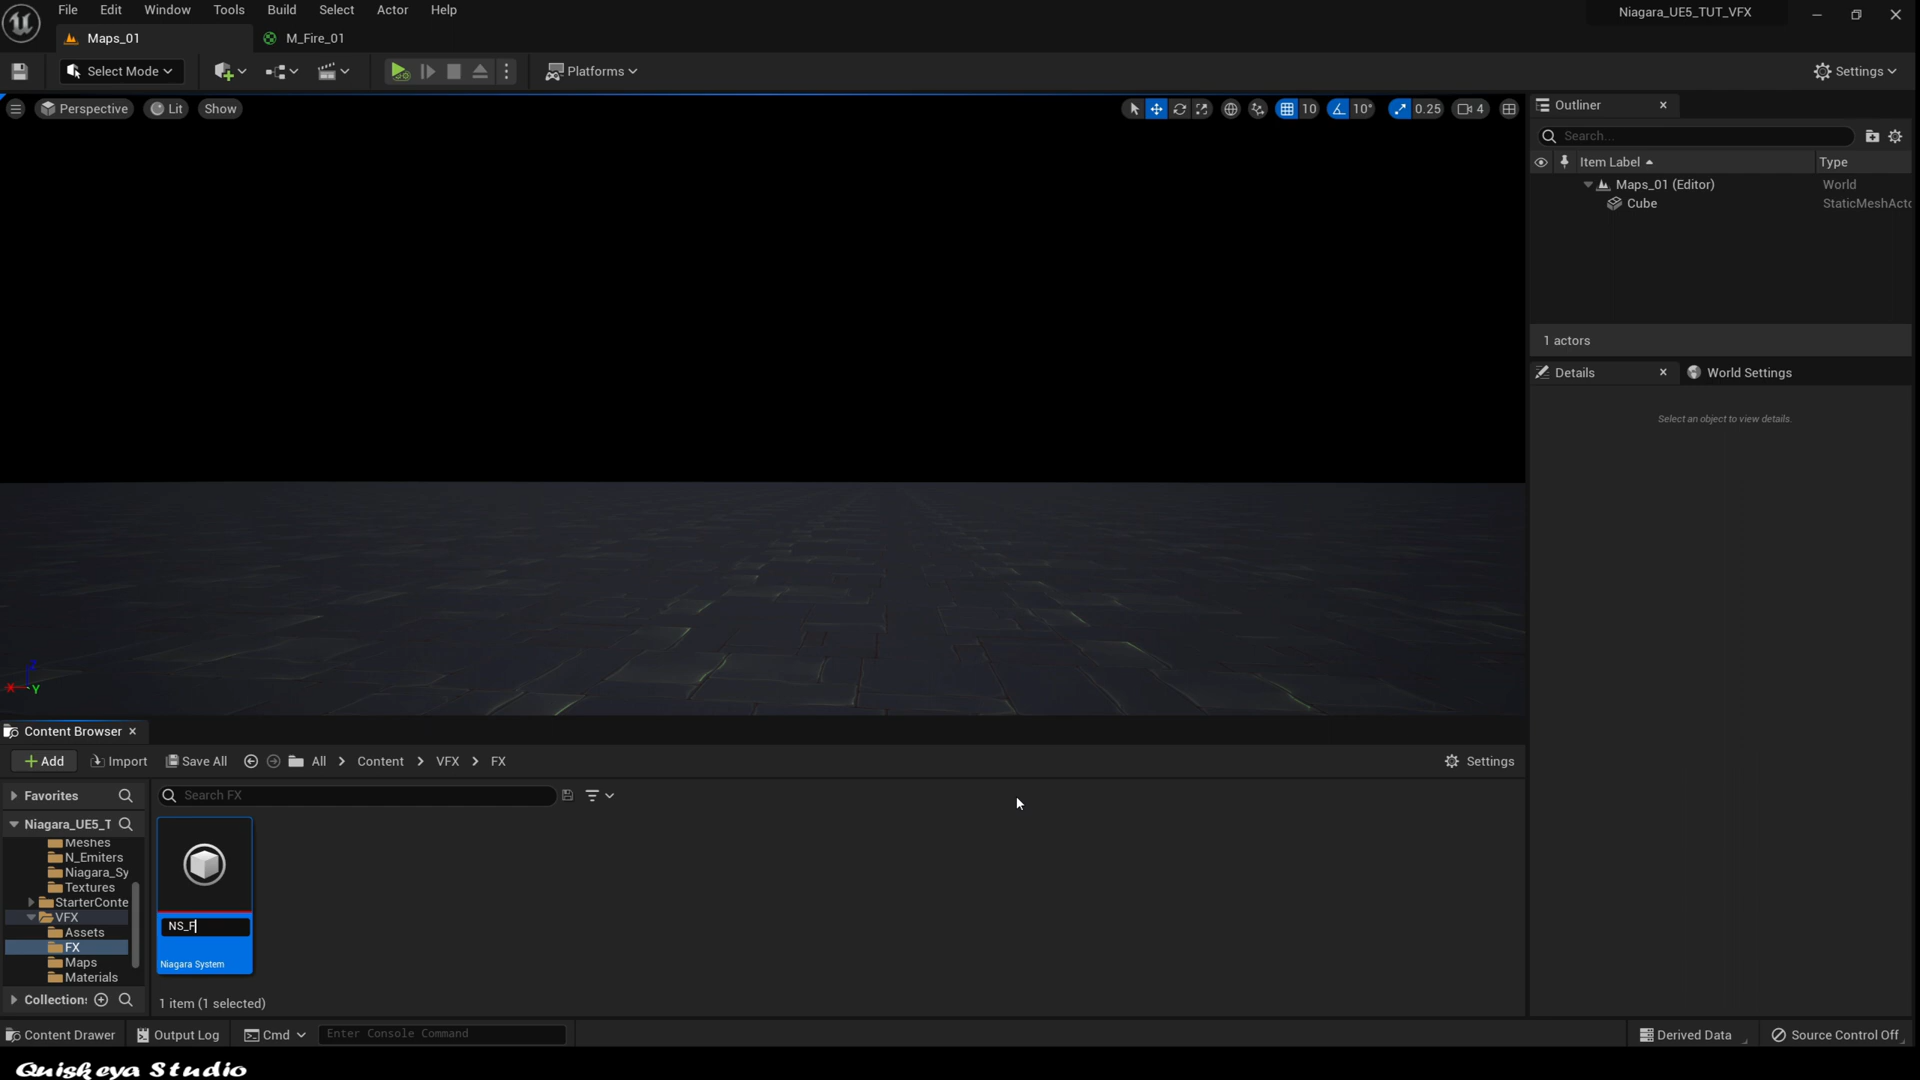 File Edit Window Tools Build Select Actor Help
Niagara_UE5_TUT_VFX
Maps_01
M_Fire_01
Select Mode
Platforms
Settings
Perspective Lit Show
10 10° 0.25 4
Outliner
Search...
Item Label Type
Maps_01 (Editor) World
Cube StaticMeshActo
1 actors
Details
World Settings
Select an object to view details.
X Y
Content Browser
Add Import Save All All > Content > VFX > FX
Settings
Favorites
Search FX
Niagara_UE5_T
Meshes
N_Emiters
Niagara_Sy
Textures
StarterConte
VFX
Assets
FX
Maps
Materials
Collections
NS_F
Niagara System
1 item (1 selected)
Content Drawer Output Log Cmd Enter Console Command
Derived Data Source Control Off
Quiskeya Studio